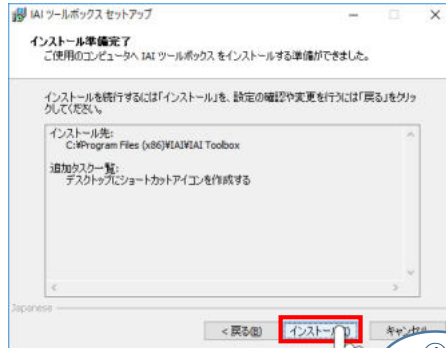 IAI ツールボックス セットアップ
インストール準備完了
ご使用のコンピュータへ IAI ツールボックス をインストールする準備ができました。
インストールを続行するには「インストール」を、設定の確認や変更を行うには「戻る」をクリッ
クしてください。
インストール先:
C:¥Program Files (x86)¥IAI¥IAI Toolbox
追加タスク一覧:
デスクトップにショートカットアイコンを作成する
Japanese
< 戻る(B)
インストール(I)
キャンセル